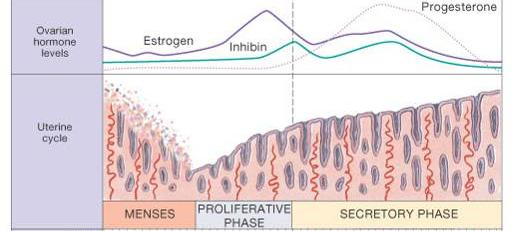 Progesterone
Ovarian
hormone
levels
Estrogen
Inhibin
Uterine
cycle
MENSES
PROLIFERATIVE
PHASE
SECRETORY PHASE